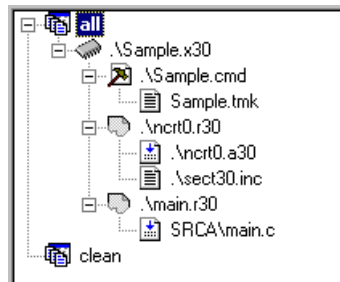 all
.\Sample.x30
.\Sample.cmd
Sample.tmk
.\ncrt0.r30
.\ncrt0.a30
.\sect30.inc
.\main.r30
SRCA\main.c
clean